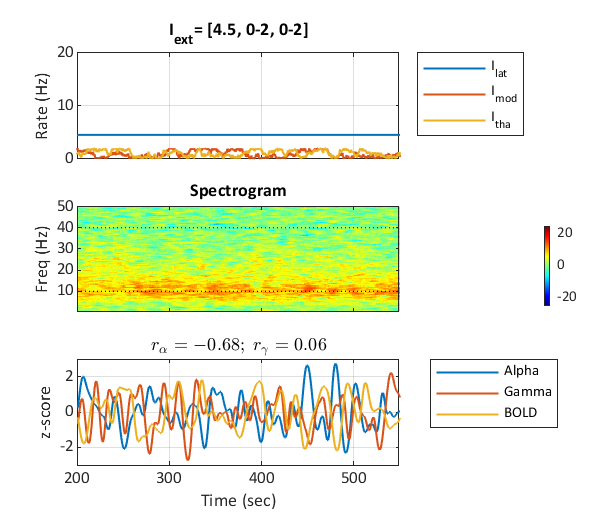 I_ext= [4.5, 0-2, 0-2]
20
10
0
Rate (Hz)
I_lat
I_mod
I_tha
Spectrogram
50
40
30
20
10
Freq (Hz)
20
0
-20
r_α = −0.68; r_γ = 0.06
2
0
-2
z-score
200 300 400 500
Time (sec)
Alpha
Gamma
BOLD